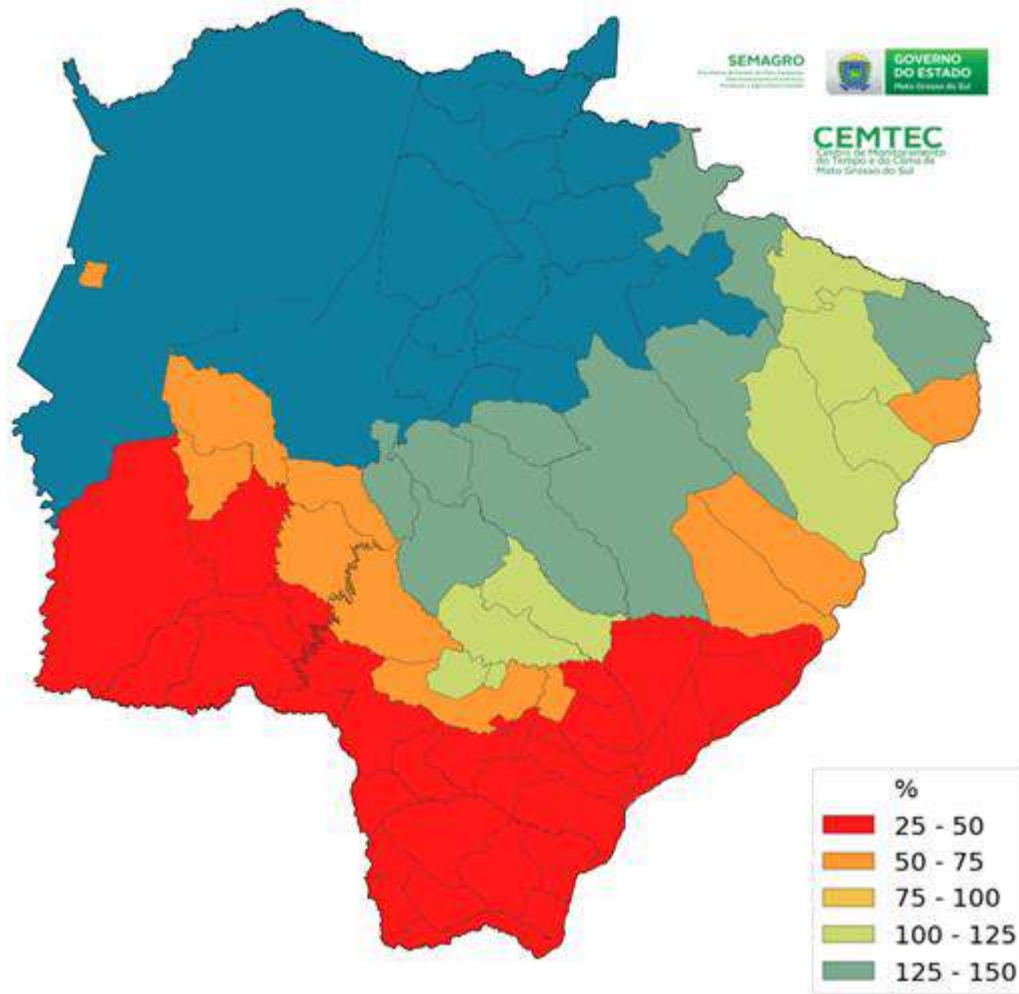 SEMAGRO
GOVERNO
DO ESTADO
Mato Grosso do Sul
CEMTEC
Centro de Monitoramento
do Tempo e do Clima de
Mato Grosso do Sul
%
25 - 50
50 - 75
75 - 100
100 - 125
125 - 150